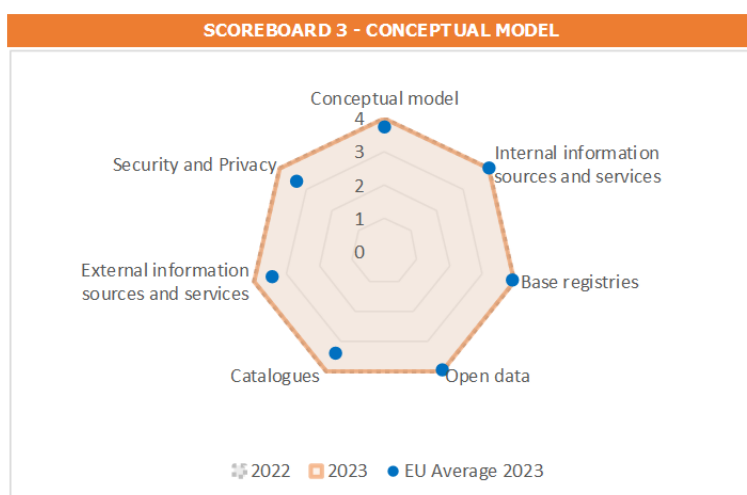 SCOREBOARD 3 - CONCEPTUAL MODEL
Conceptual model
4
3
2
1
0
Internal information
sources and services
Security and Privacy
Base registries
External information
sources and services
Open data
Catalogues
2022
2023
EU Average 2023